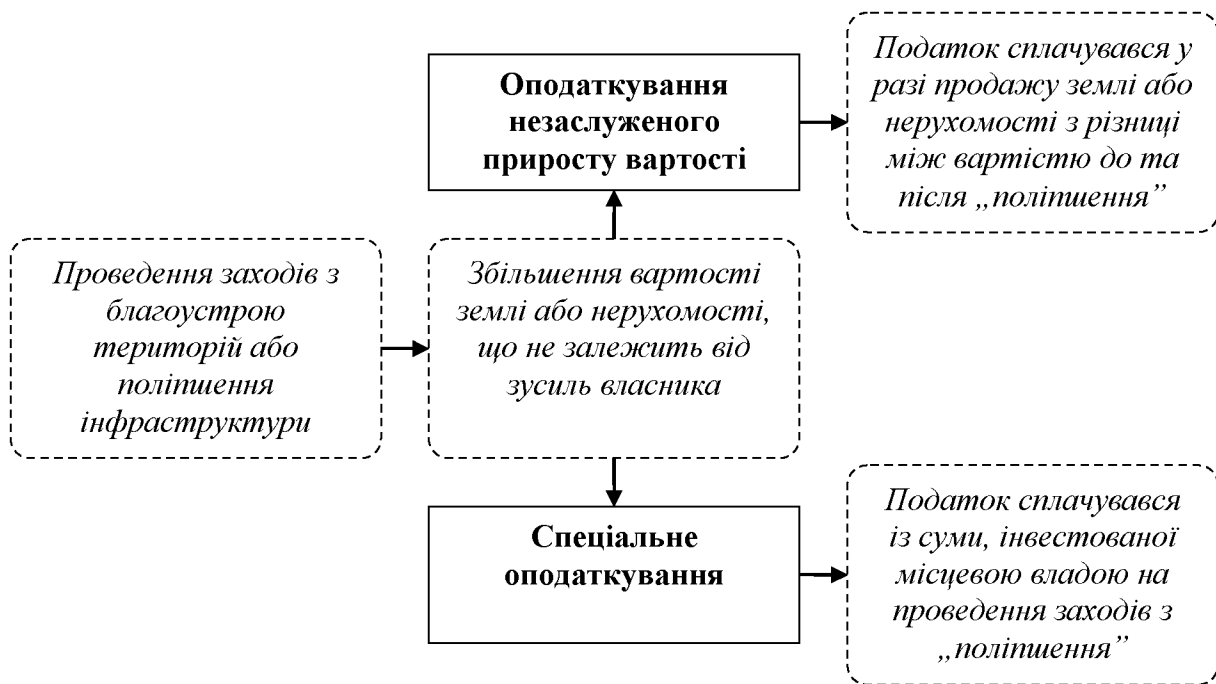 Оподаткування
незаслуженого
приросту вартості
Податок сплачувався у
разі продажу землі або
нерухомості з різниці
між вартістю до та
після „поліпшення”
Проведення заходів з
благоустрою
територій або
поліпшення
інфраструктури
Збільшення вартості
землі або нерухомості,
що не залежить від
зусиль власника
Спеціальне
оподаткування
Податок сплачувався
із суми, інвестованої
місцевою владою на
проведення заходів з
„поліпшення”